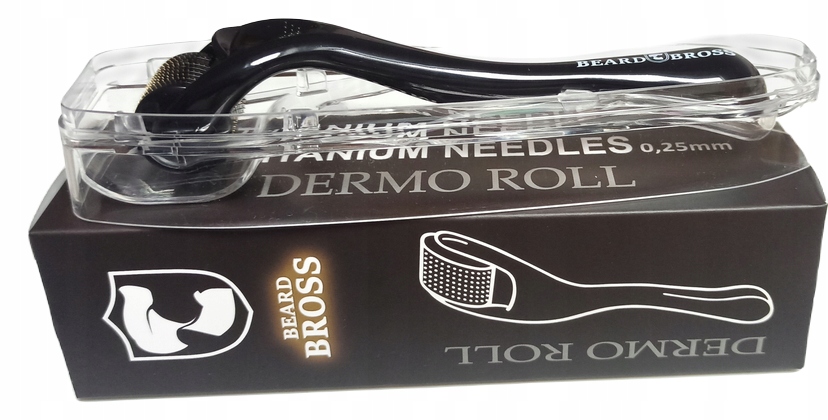 BEARD BROSS
TITANIUM NEEDLES 0,25mm
DERMO ROLL
BEARD
BROSS
DERMO ROLL